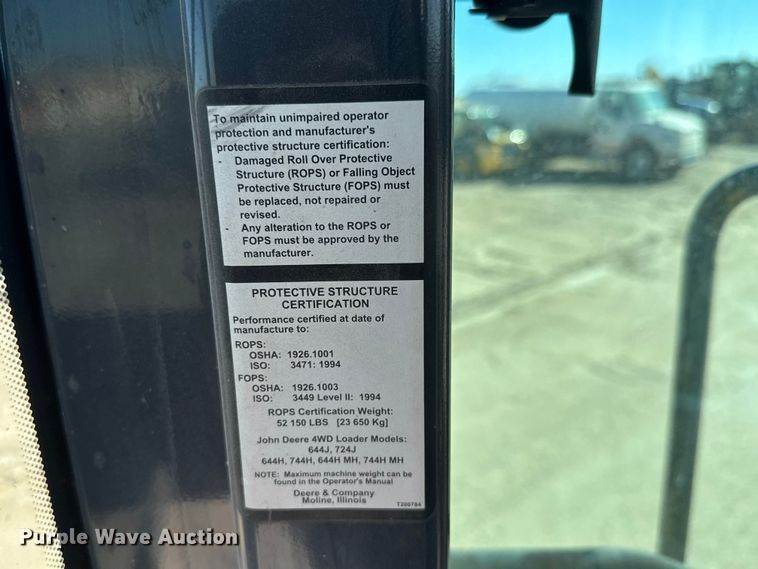 To maintain unimpaired operator
protection and manufacturer's
protective structure certification:
- Damaged Roll Over Protective
Structure (ROPS) or Falling Object
Protective Structure (FOPS) must
be replaced, not repaired or
revised.
- Any alteration to the ROPS or
FOPS must be approved by the
manufacturer.
PROTECTIVE STRUCTURE
CERTIFICATION
Performance certified at date of
manufacture to:
ROPS:
OSHA: 1926.1001
ISO: 3471: 1994
FOPS:
OSHA: 1926.1003
ISO: 3449 Level II: 1994
ROPS Certification Weight:
52 150 LBS [23 650 Kg]
John Deere 4WD Loader Models:
644J, 724J
644H, 744H, 644H MH, 744H MH
NOTE: Maximum machine weight can be
found in the Operator's Manual
Deere & Company
Moline, Illinois
T200784
Purple Wave Auction